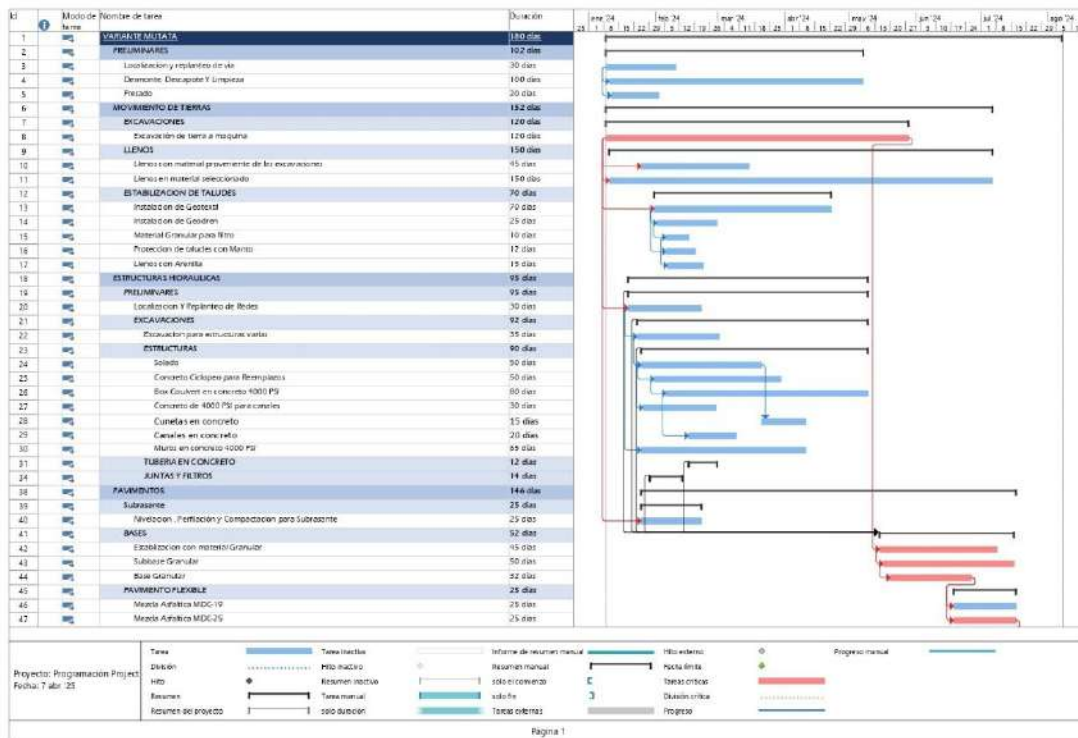 Id Modo de tarea Nombre de tarea Duración
ene '24 feb '24 mar '24 abr '24 may '24 jun '24 jul '24 ago '24
1 VARIANTE MUTATA 180 días
2 PRELIMINARES 102 días
3 Localizacion y replanteo de via 30 días
4 Desmonte, Descapote Y Limpieza 100 días
5 Fresado 20 días
6 MOVIMIENTO DE TIERRAS 152 días
7 EXCAVACIONES 120 días
8 Excavación de tierra a maquina 120 días
9 LLENOS 150 días
10 Llenos con material proveniente de las excavaciones 45 días
11 Llenos en material seleccionado 150 días
12 ESTABILIZACION DE TALUDES 70 días
13 Instalacion de Geotextil 70 días
14 Instalacion de Geodren 25 días
15 Material Granular para filtro 10 días
16 Proteccion de taludes con Manto 12 días
17 Llenos con Arenilla 15 días
18 ESTRUCTURAS HIDRAULICAS 95 días
19 PRELIMINARES 95 días
20 Localizacion Y Replanteo de Redes 30 días
21 EXCAVACIONES 92 días
22 Excavacion para estructuras varias 35 días
23 ESTRUCTURAS 90 días
24 Solado 50 días
25 Concreto Ciclopeo para Reemplazos 50 días
26 Box Coulvert en concreto 4000 PSI 80 días
27 Concreto de 4000 PSI para canales 30 días
28 Cunetas en concreto 15 días
29 Canales en concreto 20 días
30 Muros en concreto 4000 PSI 65 días
31 TUBERIA EN CONCRETO 12 días
34 JUNTAS Y FILTROS 14 días
38 PAVIMENTOS 146 días
39 Subrasante 25 días
40 Nivelacion , Perfilación y Compactacion para Subrasante 25 días
41 BASES 52 días
42 Estabilizacion con material Granular 45 días
43 Subbase Granular 50 días
44 Base Granular 32 días
45 PAVIMENTO FLEXIBLE 25 días
46 Mezcla Asfaltica MDC-19 25 días
47 Mezcla Asfaltica MDC-25 25 días
Proyecto: Programación Project
Fecha: 7 abr '25
Tarea Tarea inactiva Informe de resumen manual Hito externo Progreso manual
División Hito inactivo Resumen manual Fecha límite
Hito Resumen inactivo solo el comienzo Tareas críticas
Resumen Tarea manual solo fin División crítica
Resumen del proyecto solo duración Tareas externas Progreso
Página 1